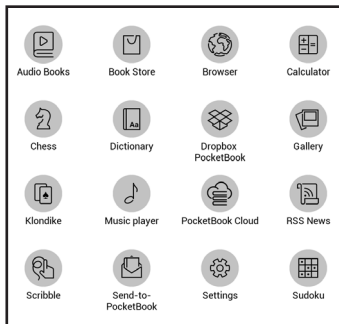 Audio Books Book Store Browser Calculator
Aa
Chess Dictionary Dropbox Gallery
PocketBook
Klondike Music player PocketBook Cloud RSS News
Scribble Send-to- Settings Sudoku
PocketBook